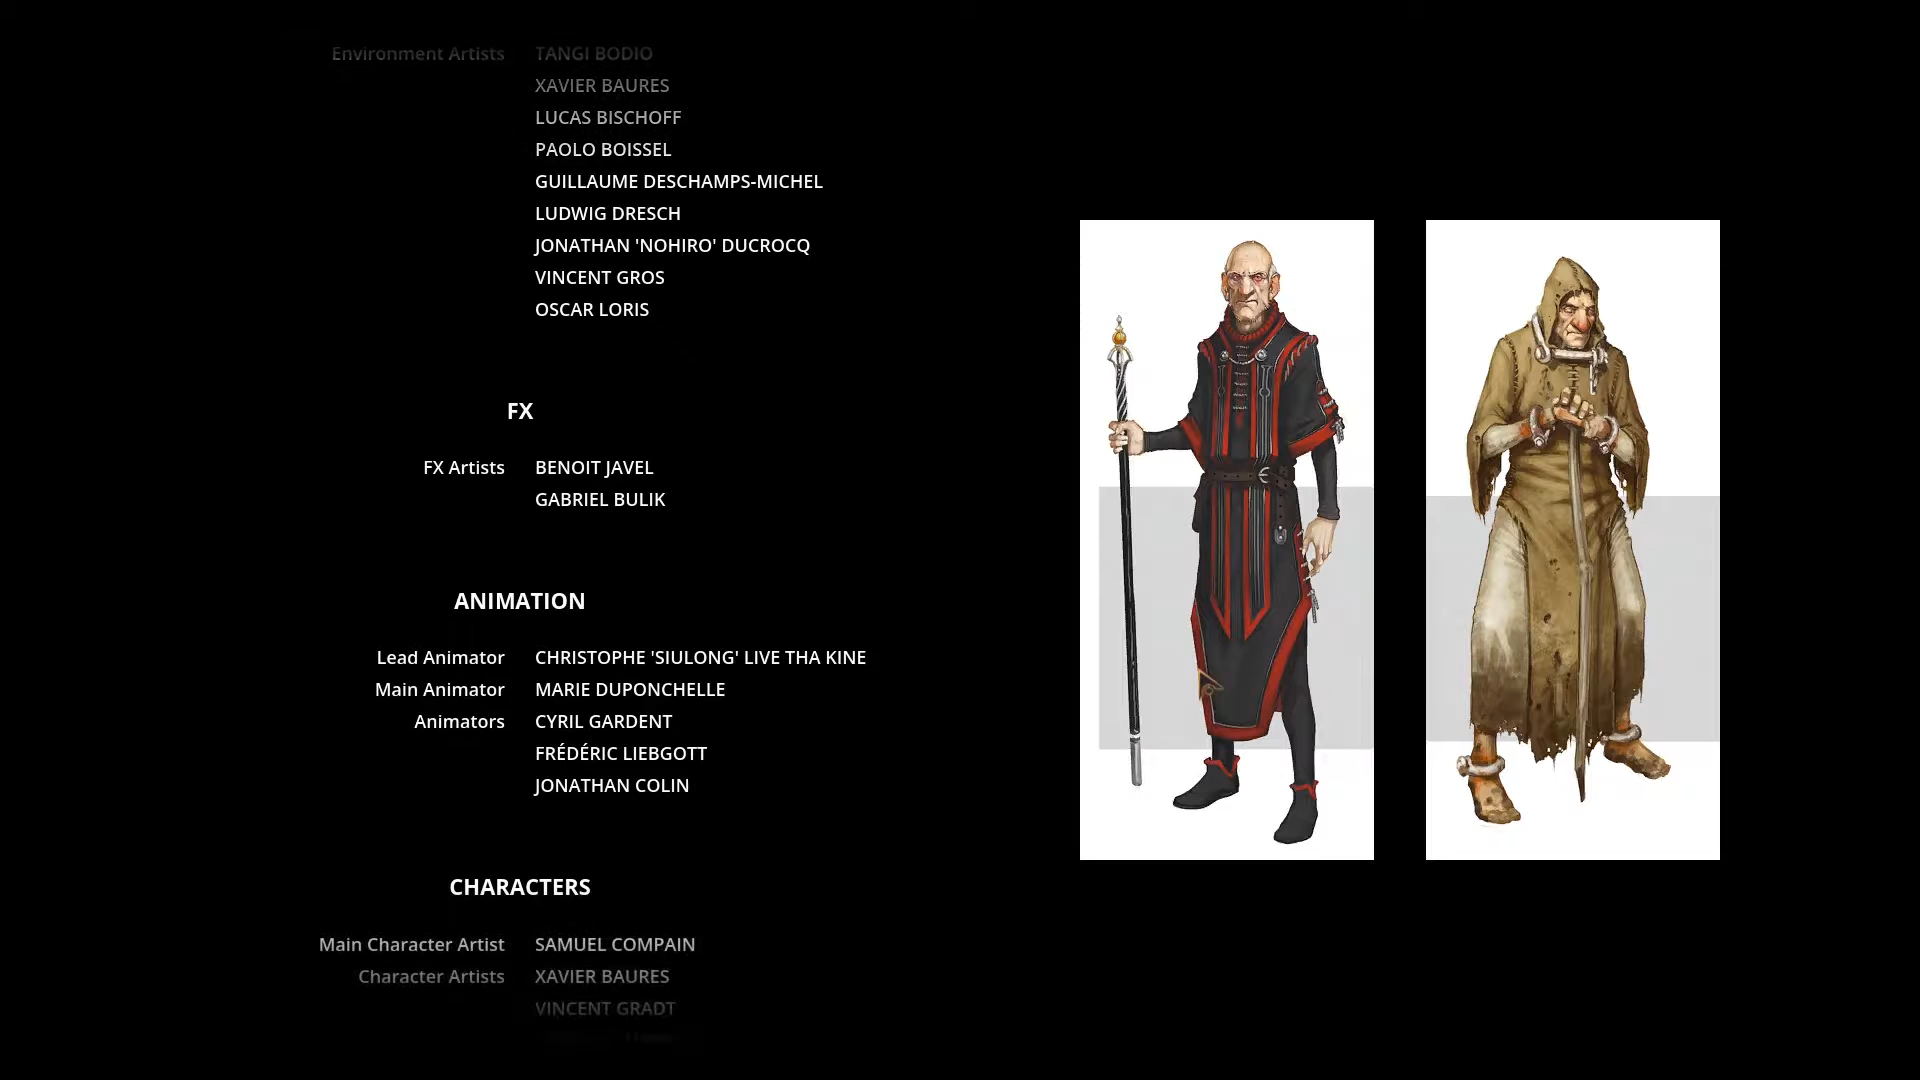 Environment Artists TANGI BODIO
XAVIER BAURES
LUCAS BISCHOFF
PAOLO BOISSEL
GUILLAUME DESCHAMPS-MICHEL
LUDWIG DRESCH
JONATHAN 'NOHIRO' DUCROCQ
VINCENT GROS
OSCAR LORIS
FX
FX Artists BENOIT JAVEL
GABRIEL BULIK
ANIMATION
Lead Animator CHRISTOPHE 'SIULONG' LIVE THA KINE
Main Animator MARIE DUPONCHELLE
Animators CYRIL GARDENT
FRÉDÉRIC LIEBGOTT
JONATHAN COLIN
CHARACTERS
Main Character Artist SAMUEL COMPAIN
Character Artists XAVIER BAURES
VINCENT GRADT